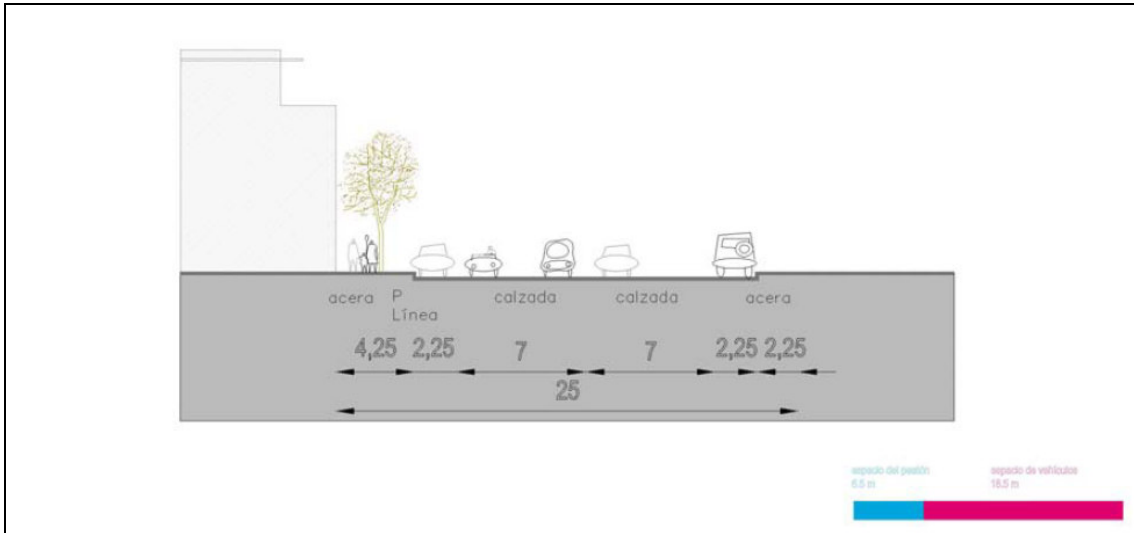 acera P calzada calzada acera
Línea
4,25 2,25 7 7 2,25 2,25
25
espacio del peatón espacio de vehículos
6.5 m 18.5 m